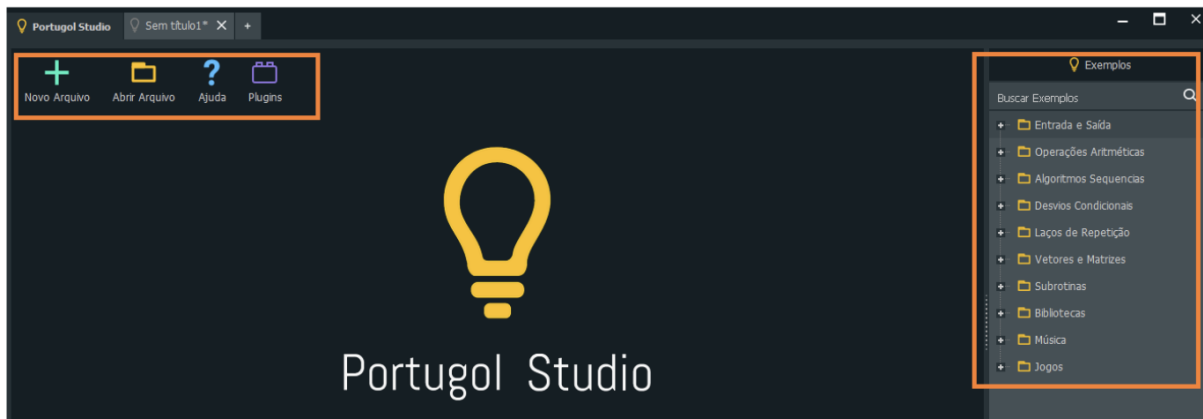 Portugol Studio
Sem título1*
Novo Arquivo
Abrir Arquivo
Ajuda
Plugins
Portugol Studio
Exemplos
Buscar Exemplos
Entrada e Saída
Operações Aritméticas
Algoritmos Sequencias
Desvios Condicionais
Laços de Repetição
Vetores e Matrizes
Subrotinas
Bibliotecas
Música
Jogos